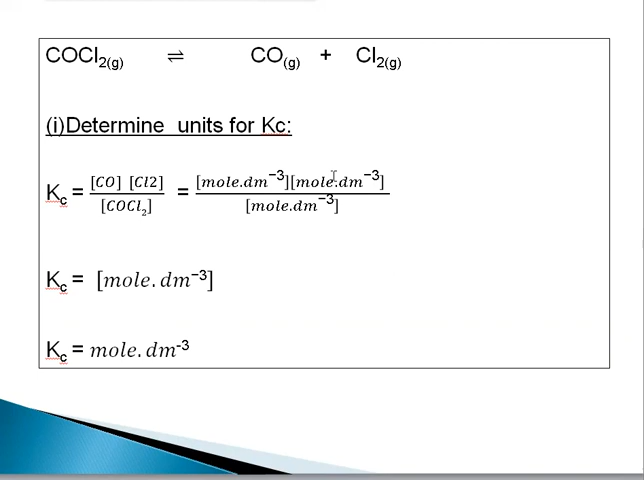 COCl₂(g) ⇌ CO(g) + Cl₂(g)
(i)Determine units for Kc:
Kc = [CO] [Cl2] / [COCl₂] = [mole.dm⁻³][mole.dm⁻³] / [mole.dm⁻³]
Kc = [mole.dm⁻³]
Kc = mole.dm⁻³